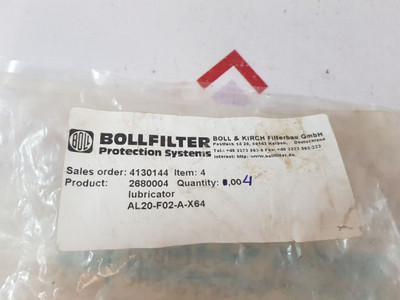 BOLL
BOLLFILTER
Protection Systems
BOLL & KIRCH Filterbau GmbH
Sales order: 4130144 Item: 4
Product: 2680004 Quantity: ,00 4
lubricator
AL20-F02-A-X64